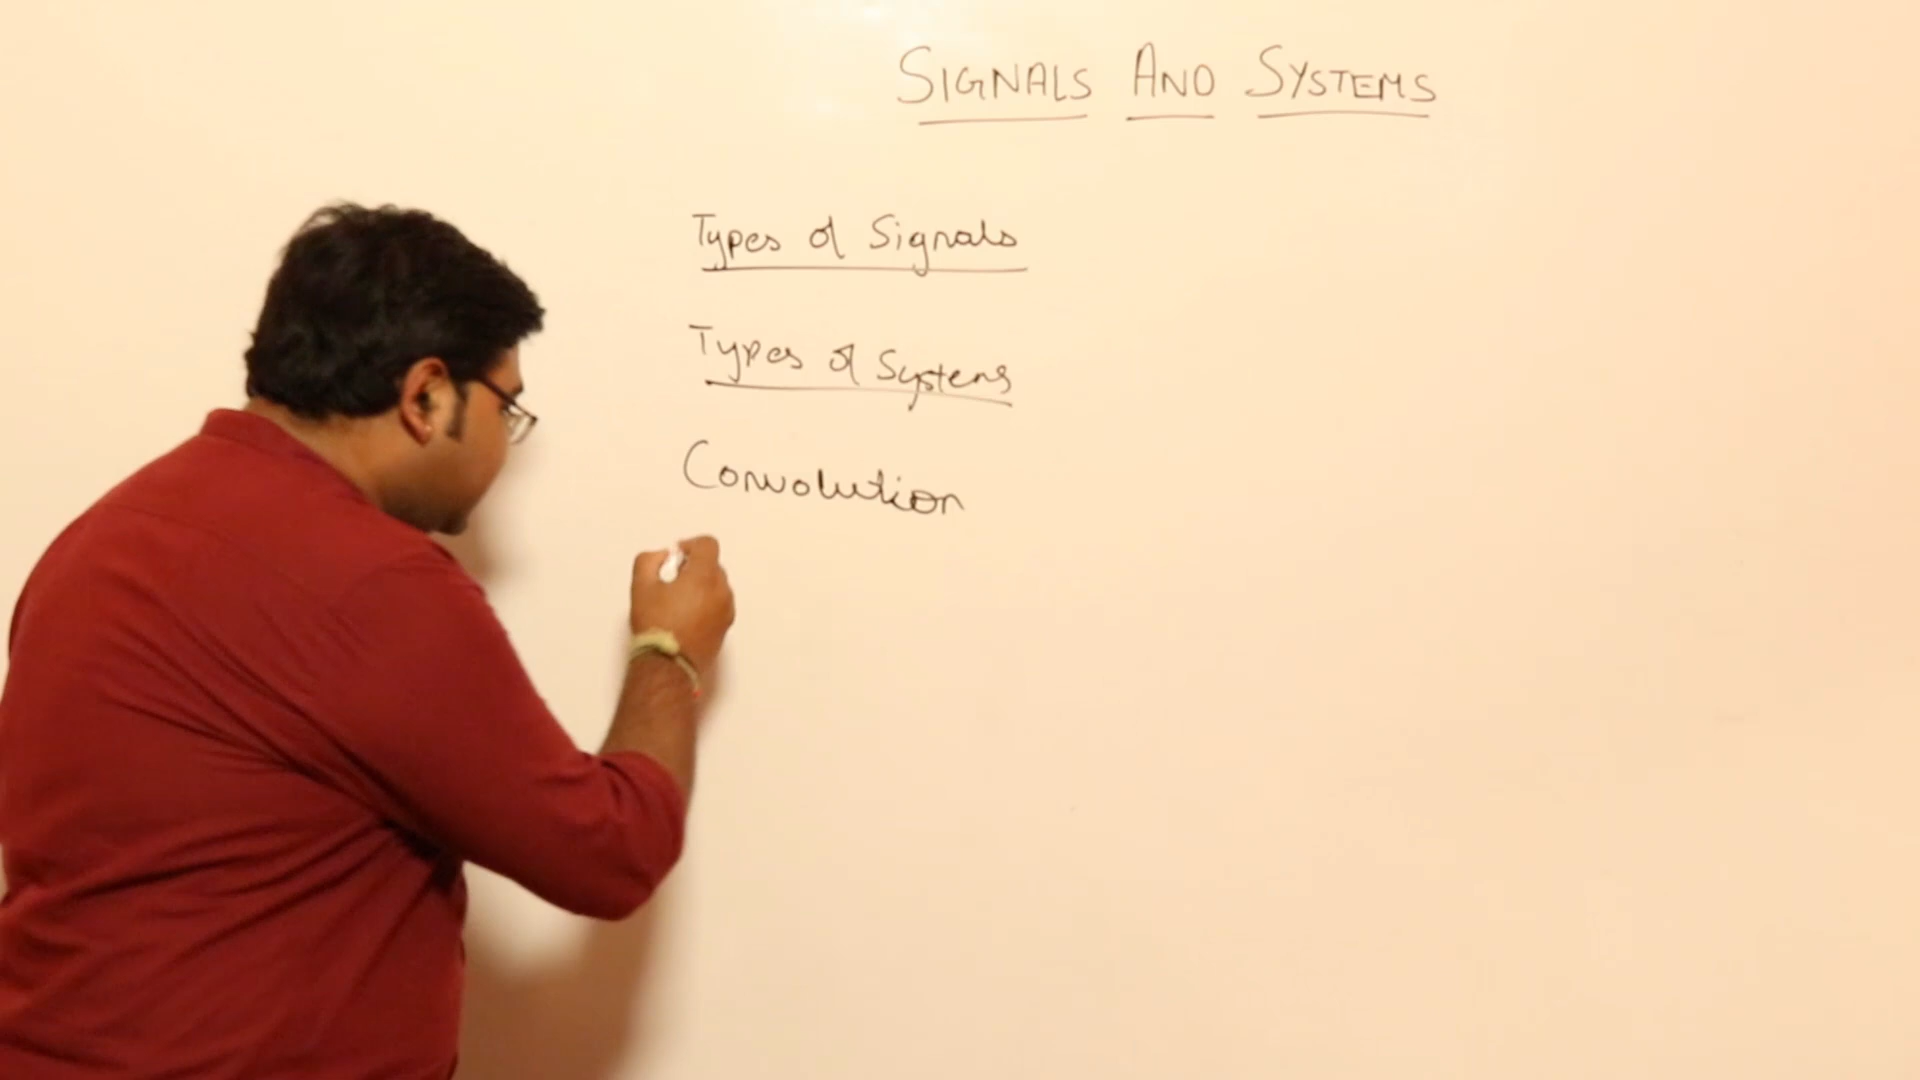 SIGNALS AND SYSTEMS
Types of Signals
Types of Systems
Convolution